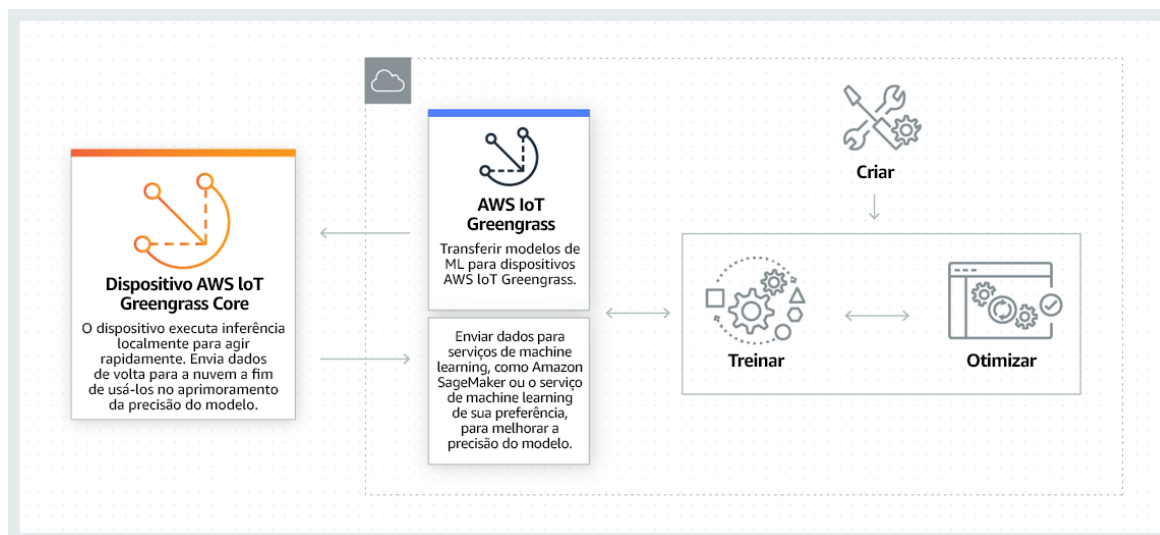 Dispositivo AWS IoT
Greengrass Core
O dispositivo executa inferência
localmente para agir
rapidamente. Envia dados
de volta para a nuvem a fim
de usá-los no aprimoramento
da precisão do modelo.
AWS IoT
Greengrass
Transferir modelos de
ML para dispositivos
AWS IoT Greengrass.
Enviar dados para
serviços de machine
learning, como Amazon
SageMaker ou o serviço
de machine learning
de sua preferência,
para melhorar a
precisão do modelo.
Criar
Treinar
Otimizar